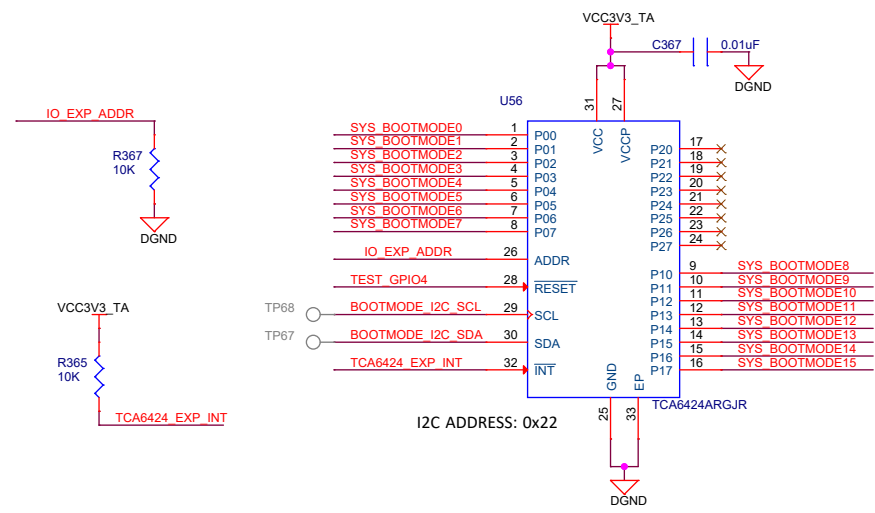 VCC3V3_TA
C367
0.01uF
DGND
U56
31
27
VCC
VCCP
IO_EXP_ADDR
R367
10K
DGND
SYS_BOOTMODE0 1 P00
SYS_BOOTMODE1 2 P01
SYS_BOOTMODE2 3 P02
SYS_BOOTMODE3 4 P03
SYS_BOOTMODE4 5 P04
SYS_BOOTMODE5 6 P05
SYS_BOOTMODE6 7 P06
SYS_BOOTMODE7 8 P07
IO_EXP_ADDR 26 ADDR
TEST_GPIO4 28 RESET
TP68 BOOTMODE_I2C_SCL 29 SCL
TP67 BOOTMODE_I2C_SDA 30 SDA
TCA6424_EXP_INT 32 INT
P20 17
P21 18
P22 19
P23 20
P24 21
P25 22
P26 23
P27 24
P10 9 SYS_BOOTMODE8
P11 10 SYS_BOOTMODE9
P12 11 SYS_BOOTMODE10
P13 12 SYS_BOOTMODE11
P14 13 SYS_BOOTMODE12
P15 14 SYS_BOOTMODE13
P16 15 SYS_BOOTMODE14
P17 16 SYS_BOOTMODE15
VCC3V3_TA
R365
10K
TCA6424_EXP_INT
GND
EP
25
33
TCA6424ARGJR
I2C ADDRESS: 0x22
DGND